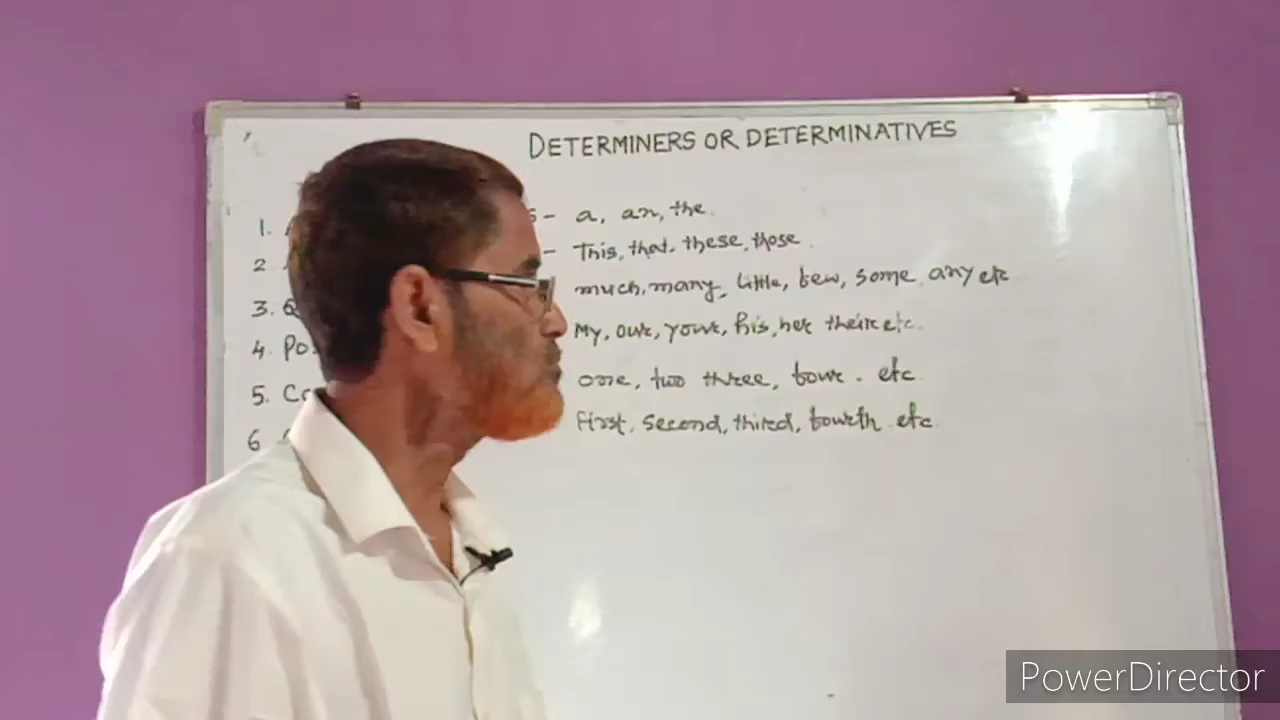 DETERMINERS OR DETERMINATIVES
1. - a, an, the.
2. - This, that, these, those.
3. much, many, little, few, some, any etc
4. Po. My, our, your, his, her their etc.
5. one, two three, four. etc
6 First, second, third, fourth. etc.
PowerDirector